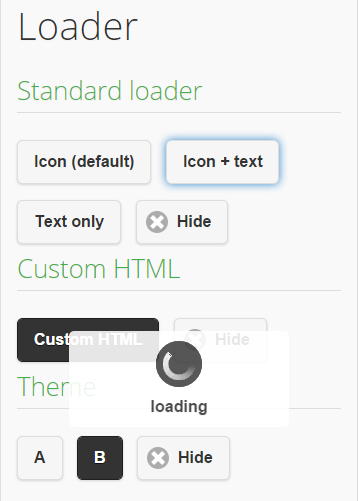 Loader
Standard loader
Icon (default) Icon + text
Text only Hide
Custom HTML
Custom HTML Hide
Theme
loading
A B Hide